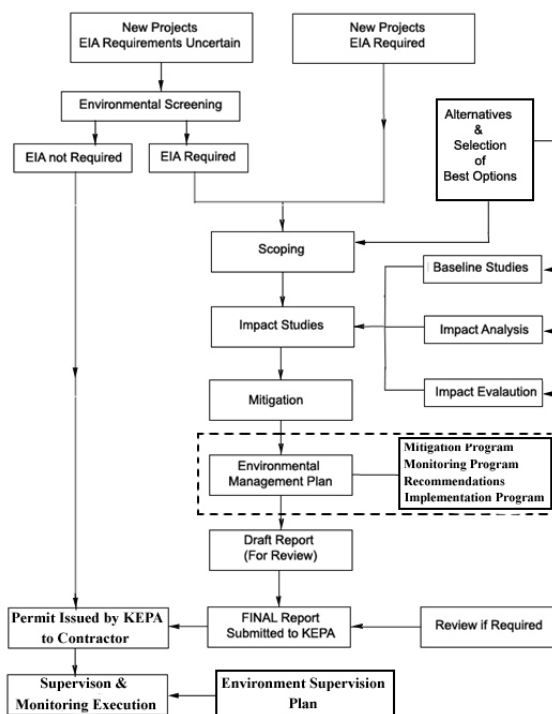 New Projects
EIA Requirements Uncertain
New Projects
EIA Required
Environmental Screening
Alternatives
&
Selection
of
Best Options
EIA not Required
EIA Required
Scoping
Baseline Studies
Impact Studies
Impact Analysis
Mitigation
Impact Evalaution
Environmental
Management Plan
Mitigation Program
Monitoring Program
Recommendations
Implementation Program
Draft Report
(For Review)
Permit Issued by KEPA
to Contractor
FINAL Report
Submitted to KEPA
Review if Required
Supervison &
Monitoring Execution
Environment Supervision
Plan